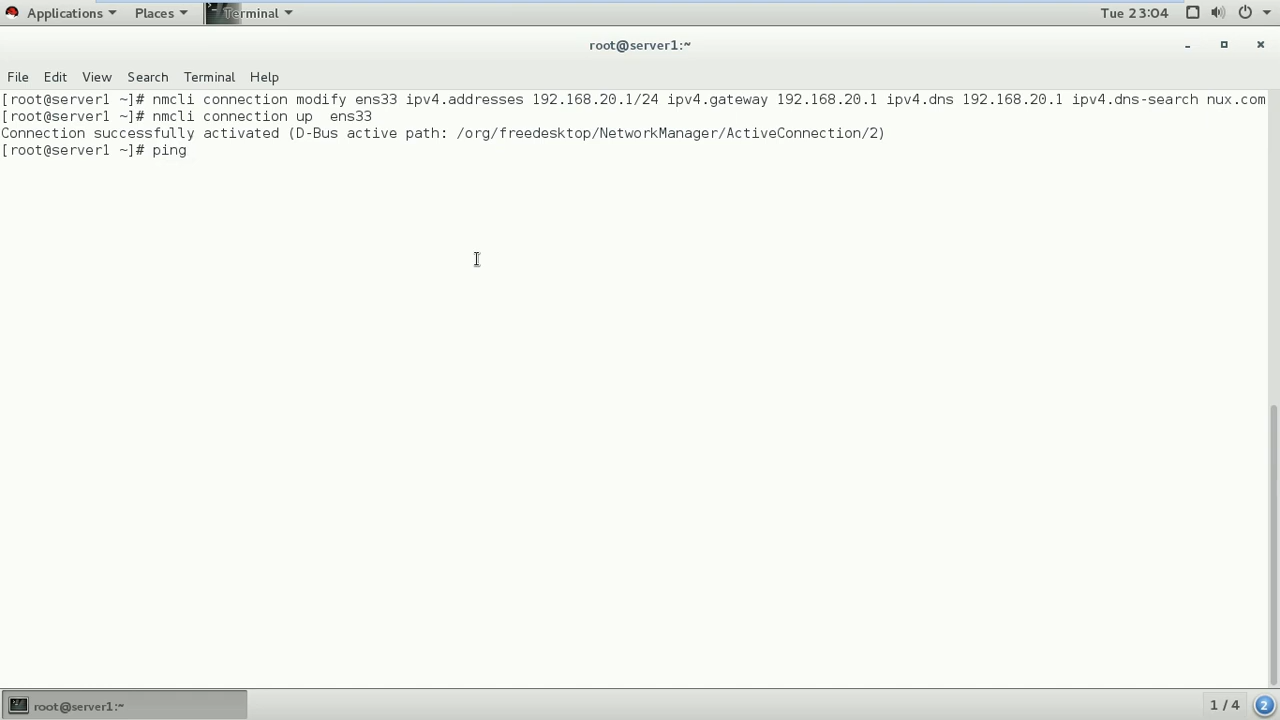 Applications Places Terminal Tue 23:04
root@server1:~
File Edit View Search Terminal Help
[root@server1 ~]# nmcli connection modify ens33 ipv4.addresses 192.168.20.1/24 ipv4.gateway 192.168.20.1 ipv4.dns 192.168.20.1 ipv4.dns-search nux.com
[root@server1 ~]# nmcli connection up  ens33
Connection successfully activated (D-Bus active path: /org/freedesktop/NetworkManager/ActiveConnection/2)
[root@server1 ~]# ping
root@server1:~ 1 / 4 2